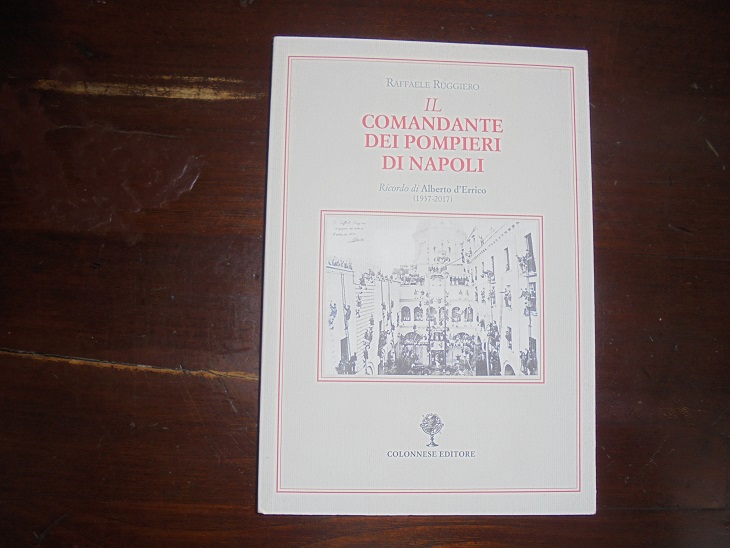 RAFFAELE RUGGIERO
IL
COMANDANTE
DEI POMPIERI
DI NAPOLI
Ricordo di Alberto d'Errico
(1937-2017)
COLONNESE EDITORE